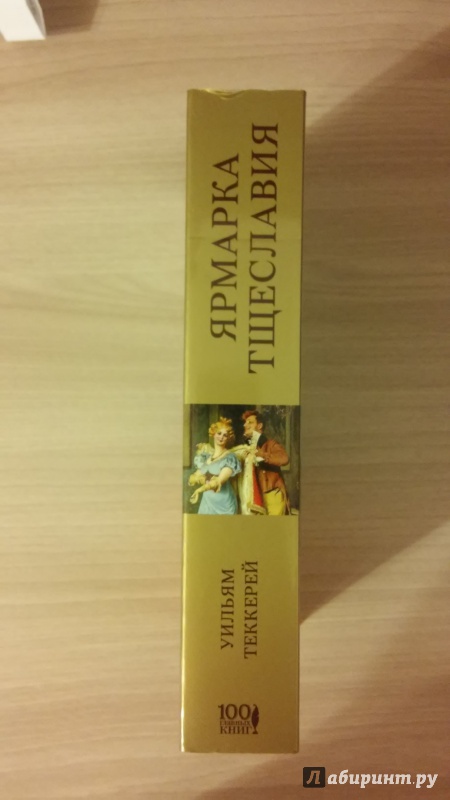 ЯРМАРКА
ТЩЕСЛАВИЯ
УИЛЬЯМ
ТЕККЕРЕЙ
100
ГЛАВНЫХ
КНИГ
Лабиринт.ру